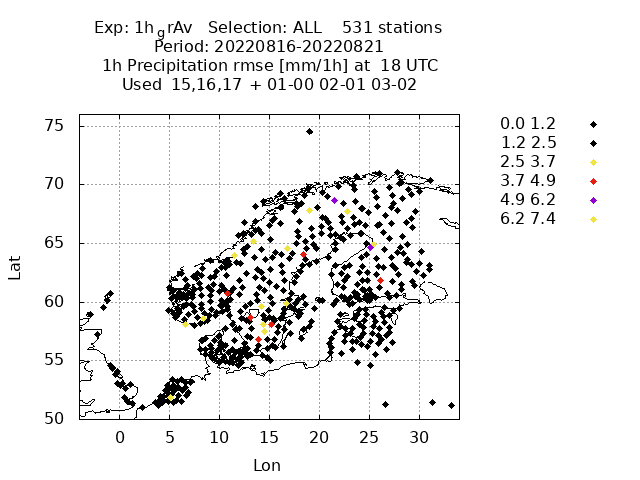 Exp: 1h grAv Selection: ALL 531 stations
Period: 20220816-20220821
1h Precipitation rmse [mm/1h] at 18 UTC
Used 15,16,17 + 01-00 02-01 03-02
0.0 1.2
1.2 2.5
2.5 3.7
3.7 4.9
4.9 6.2
6.2 7.4
Lat
75
70
65
60
55
50
0 5 10 15 20 25 30
Lon